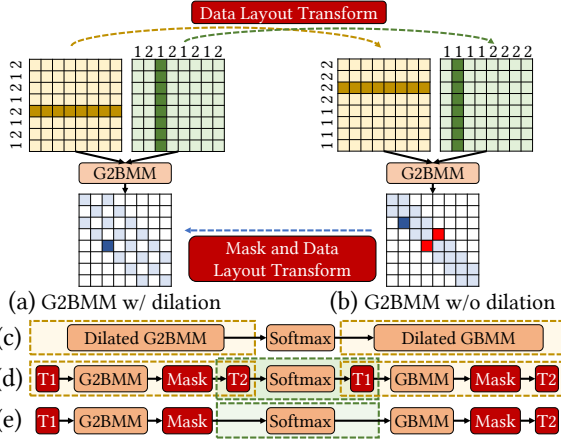 Data Layout Transform
1 2 1 2 1 2 1 2
1 1 1 1 2 2 2 2
1 2 1 2 1 2 1 2
1 1 1 1 2 2 2 2
G2BMM
G2BMM
Mask and Data
Layout Transform
(a) G2BMM w/ dilation
(b) G2BMM w/o dilation
(c) Dilated G2BMM Softmax Dilated GBMM
(d) T1 G2BMM Mask T2 Softmax T1 GBMM Mask T2
(e) T1 G2BMM Mask Softmax GBMM Mask T2